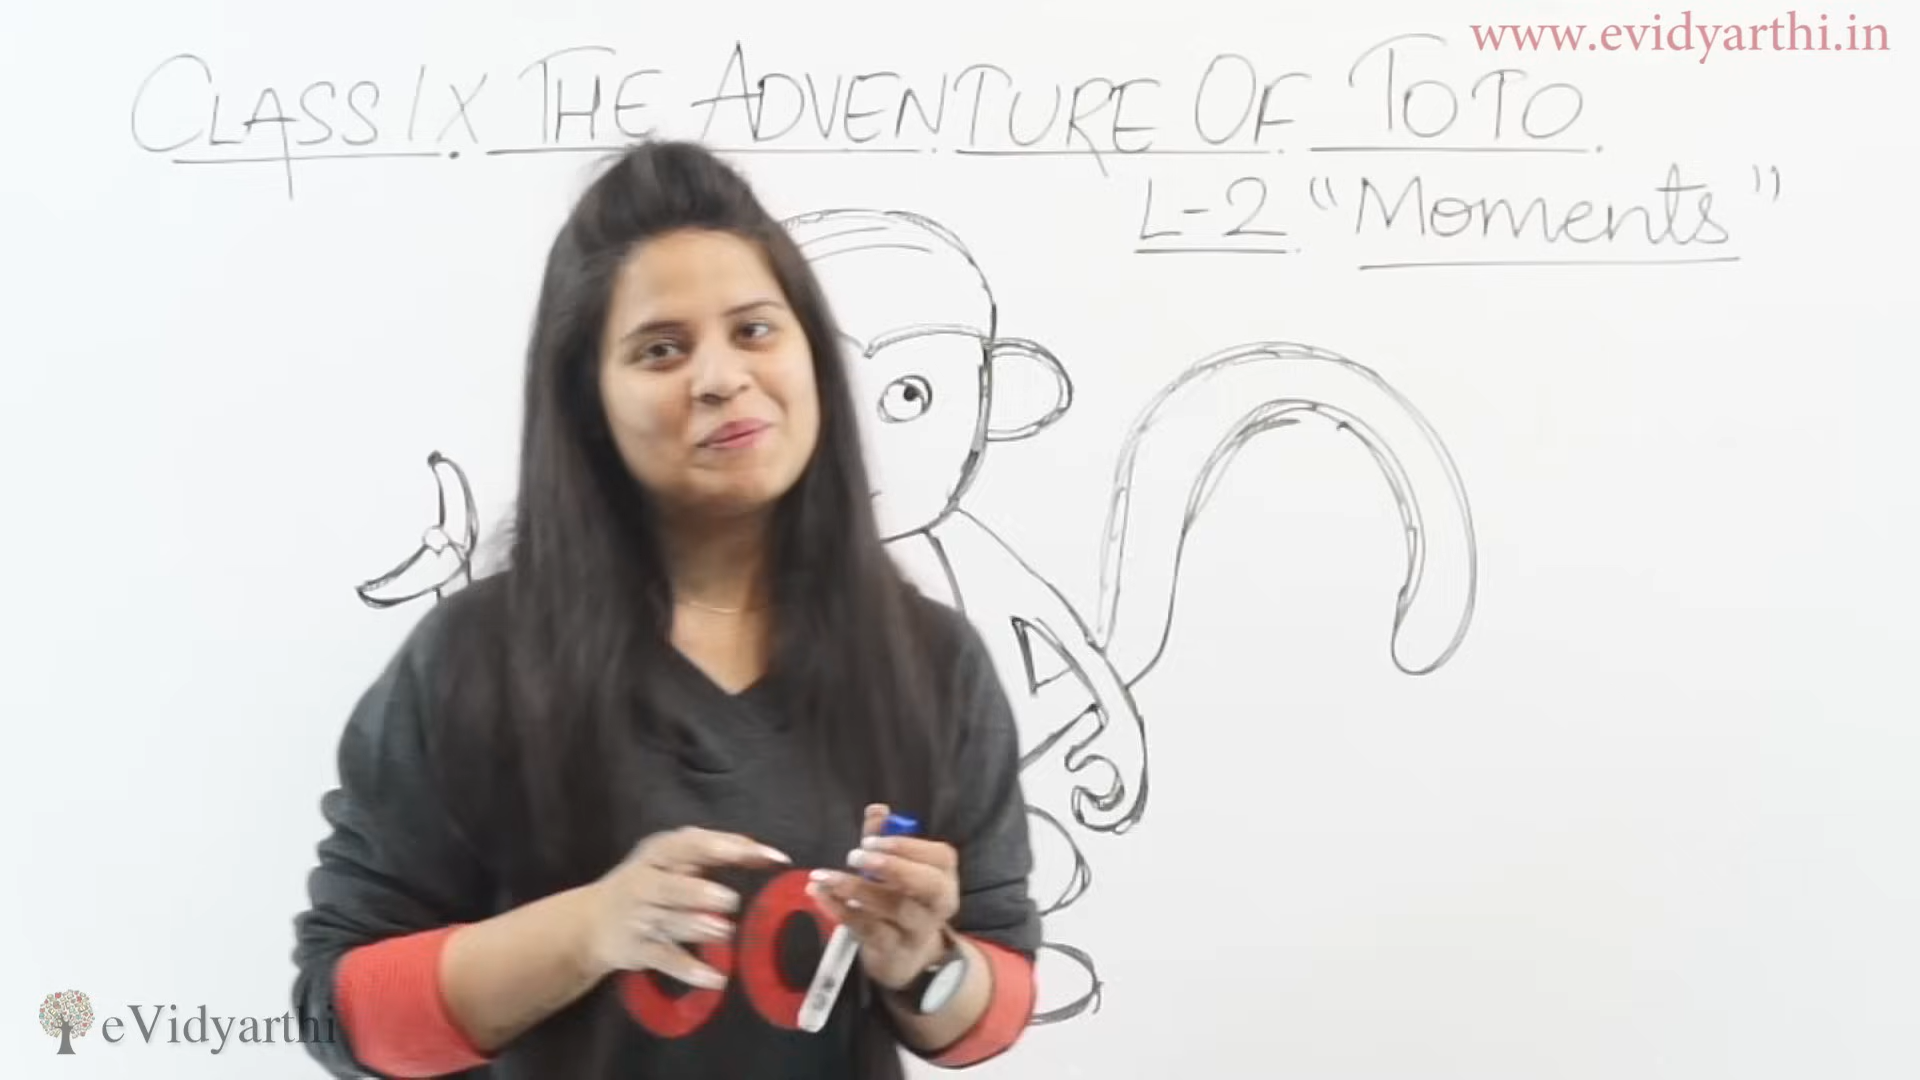 www.evidyarthi.in
CLASS IX THE ADVENTURE OF TOTO.
L-2 "Moments"
eVidyarthi